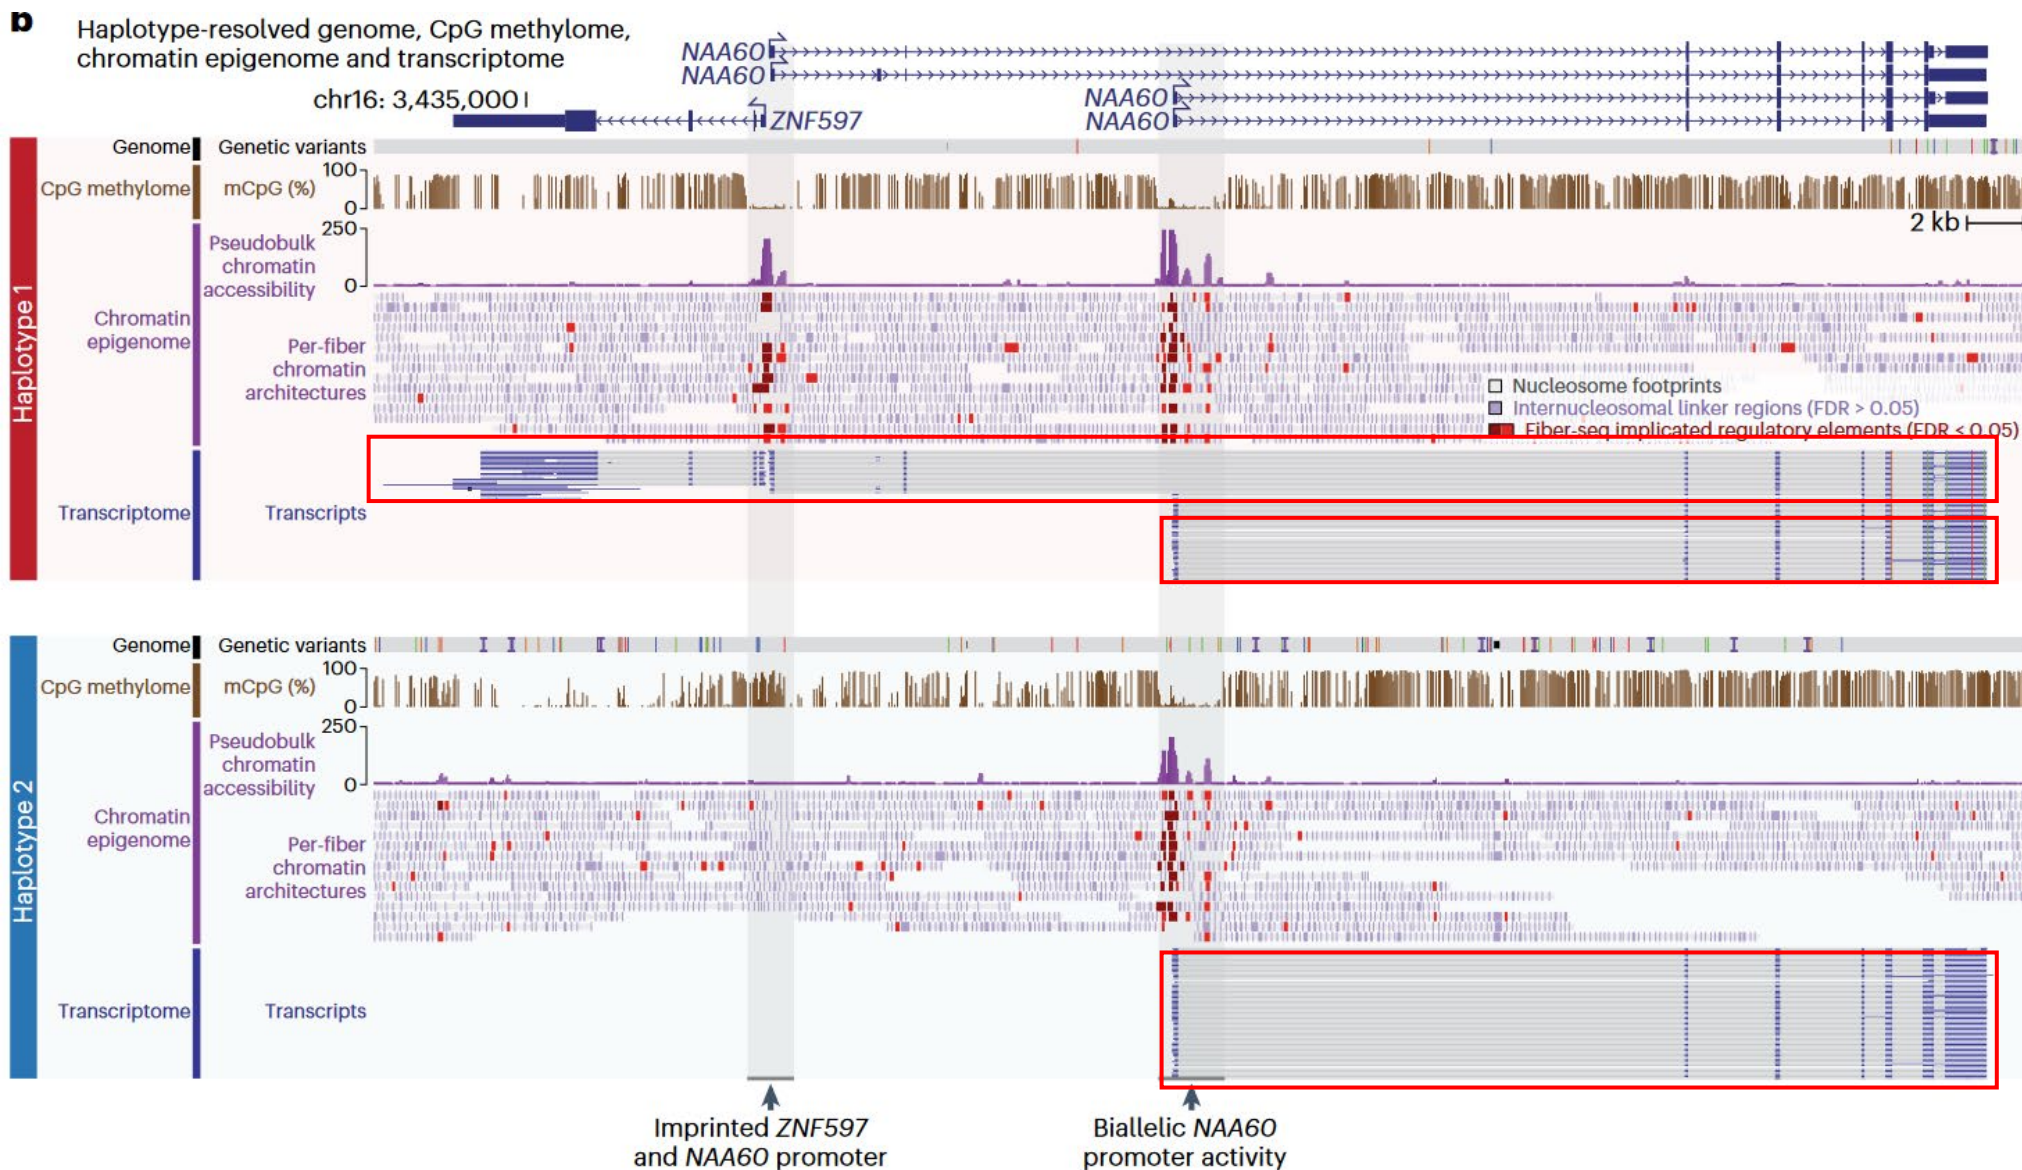 b
Haplotype-resolved genome, CpG methylome,
chromatin epigenome and transcriptome
NAA60
NAA60
chr16: 3,435,000
NAA60
ZNF597
NAA60
Haplotype 1
Genome
Genetic variants
CpG methylome
mCpG (%)
100
0
2 kb
Chromatin
epigenome
Pseudobulk
chromatin
accessibility
250
0
Per-fiber
chromatin
architectures
Nucleosome footprints
Internucleosomal linker regions (FDR > 0.05)
Fiber-seq implicated regulatory elements (FDR < 0.05)
Transcriptome
Transcripts
Haplotype 2
Genome
Genetic variants
CpG methylome
mCpG (%)
100
0
Chromatin
epigenome
Pseudobulk
chromatin
accessibility
250
0
Per-fiber
chromatin
architectures
Transcriptome
Transcripts
Imprinted ZNF597
and NAA60 promoter
Biallelic NAA60
promoter activity